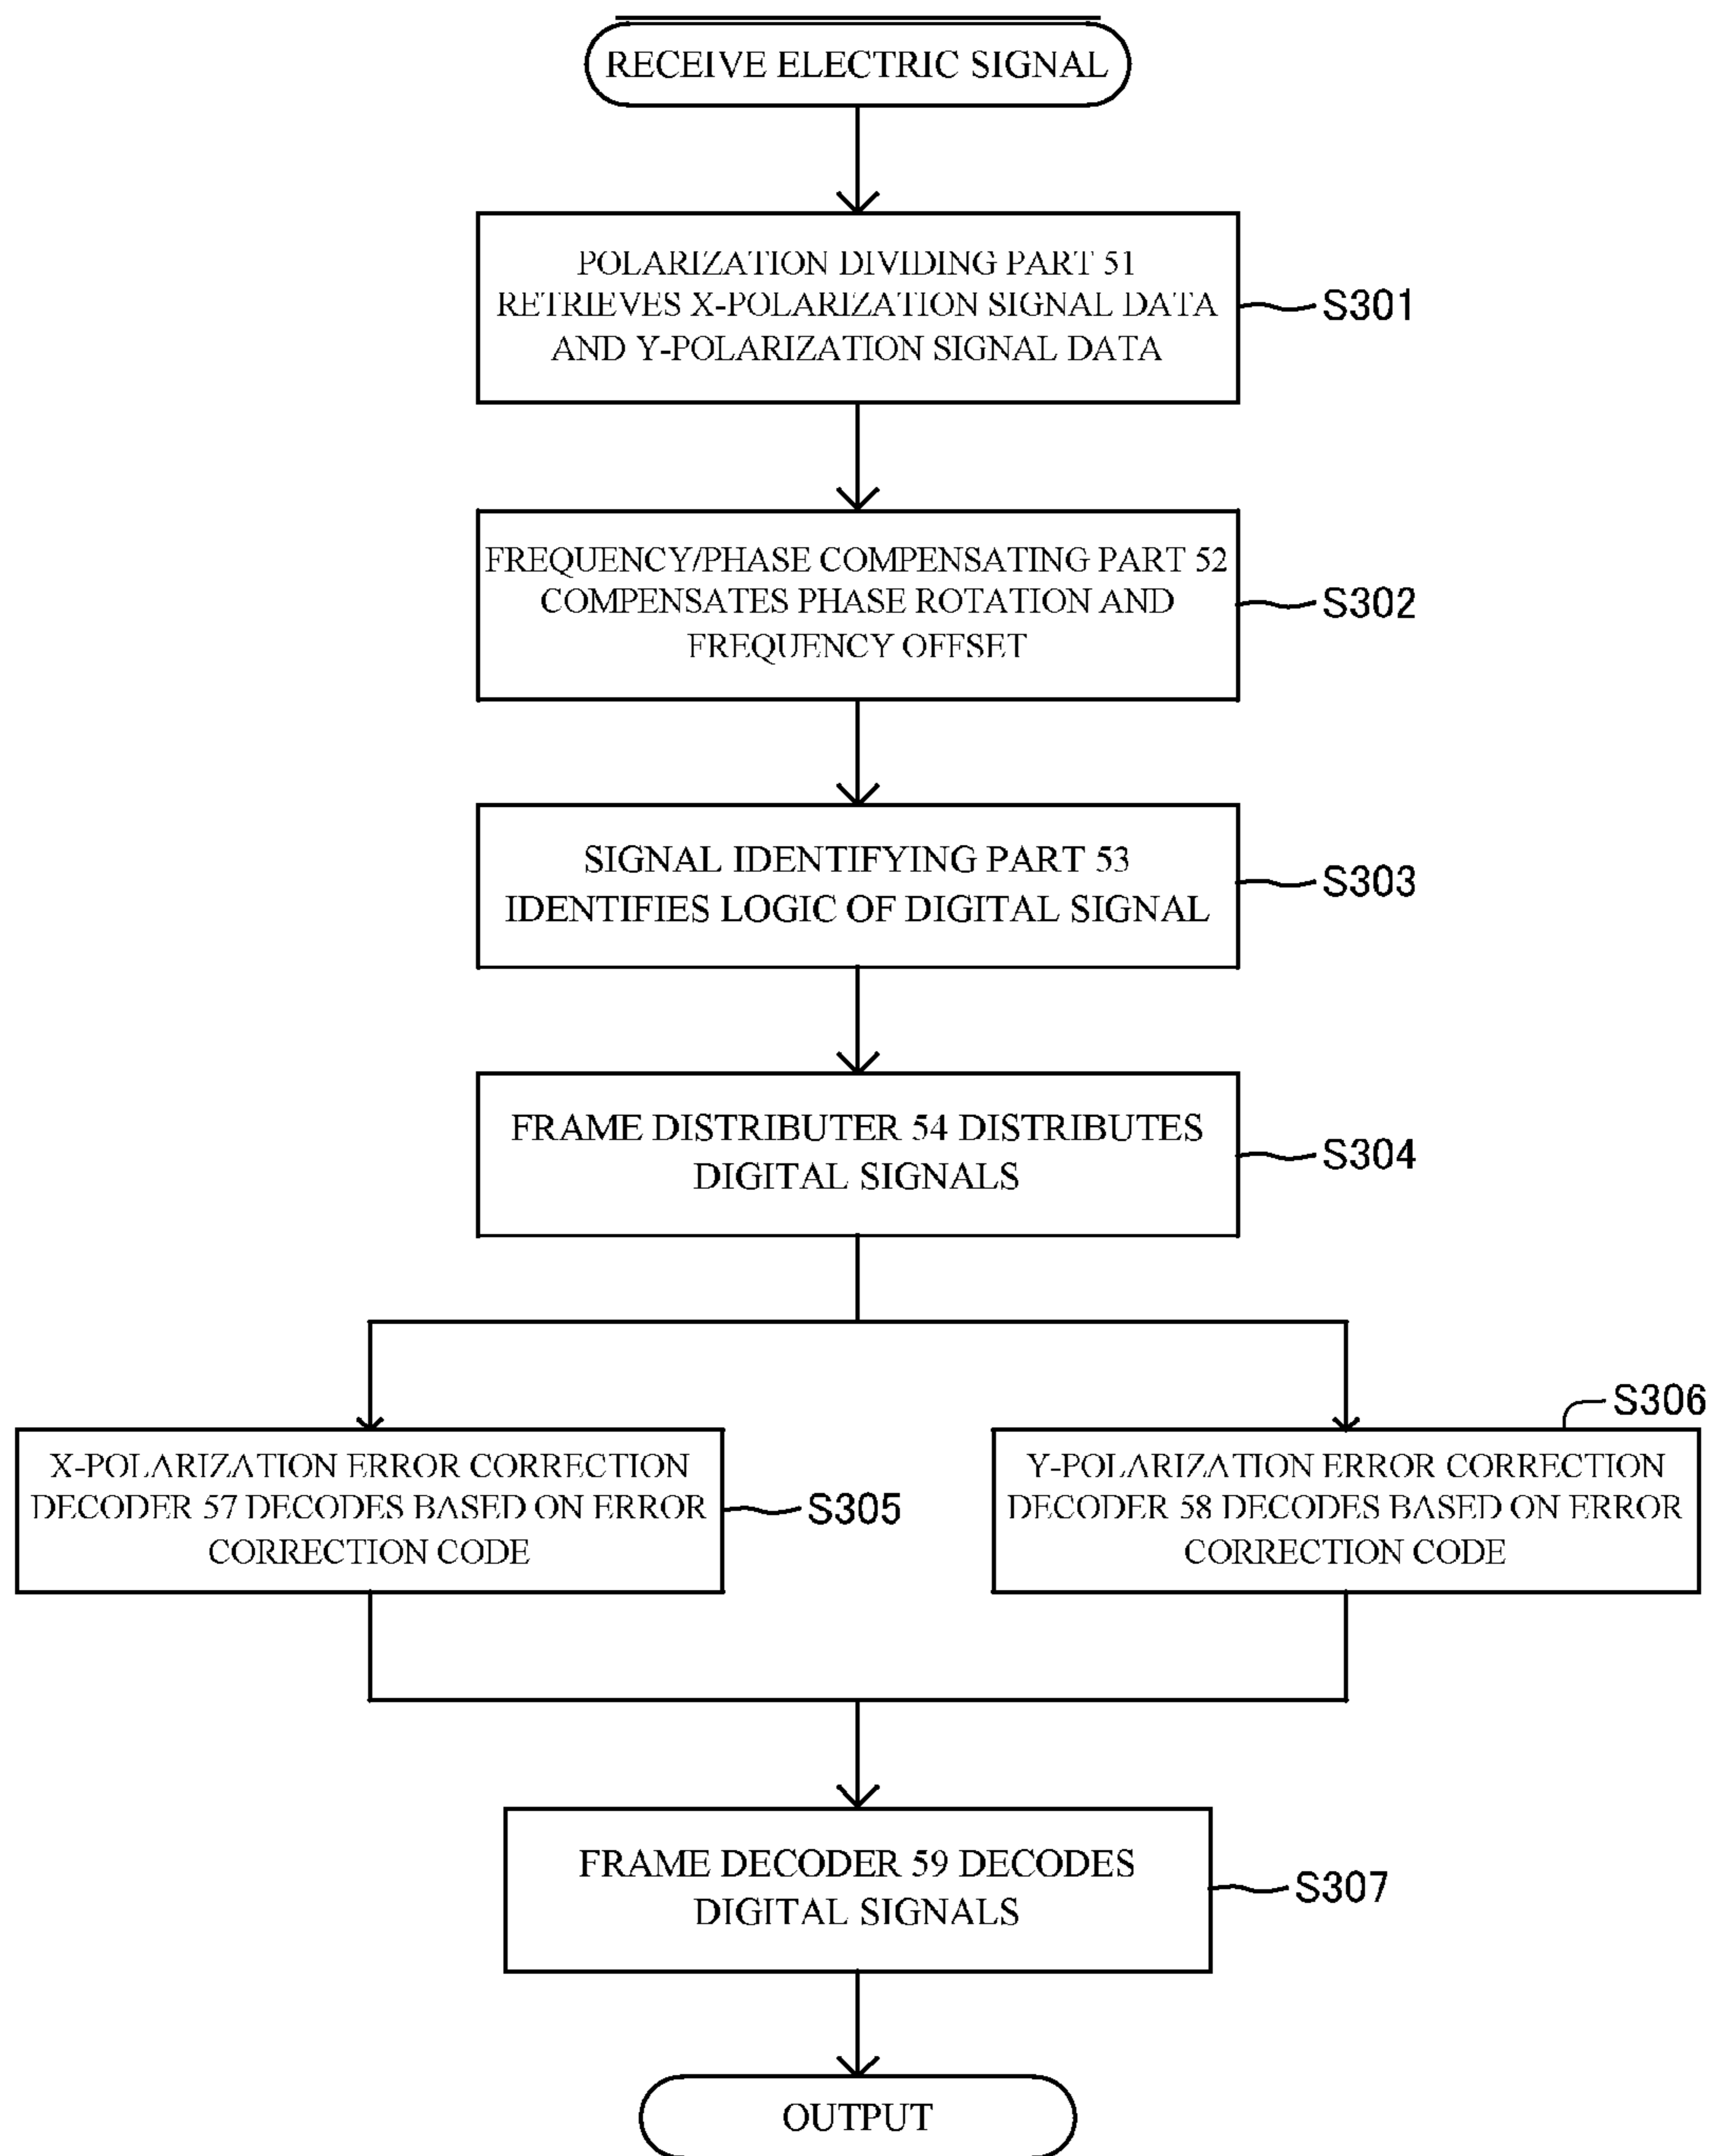 RECEIVE ELECTRIC SIGNAL
POLARIZATION DIVIDING PART 51
RETRIEVES X-POLARIZATION SIGNAL DATA
AND Y-POLARIZATION SIGNAL DATA
S301
FREQUENCY/PHASE COMPENSATING PART 52
COMPENSATES PHASE ROTATION AND
FREQUENCY OFFSET
S302
SIGNAL IDENTIFYING PART 53
IDENTIFIES LOGIC OF DIGITAL SIGNAL
S303
FRAME DISTRIBUTER 54 DISTRIBUTES
DIGITAL SIGNALS
S304
X-POLARIZATION ERROR CORRECTION
DECODER 57 DECODES BASED ON ERROR
CORRECTION CODE
S305
S306
Y-POLARIZATION ERROR CORRECTION
DECODER 58 DECODES BASED ON ERROR
CORRECTION CODE
FRAME DECODER 59 DECODES
DIGITAL SIGNALS
S307
OUTPUT